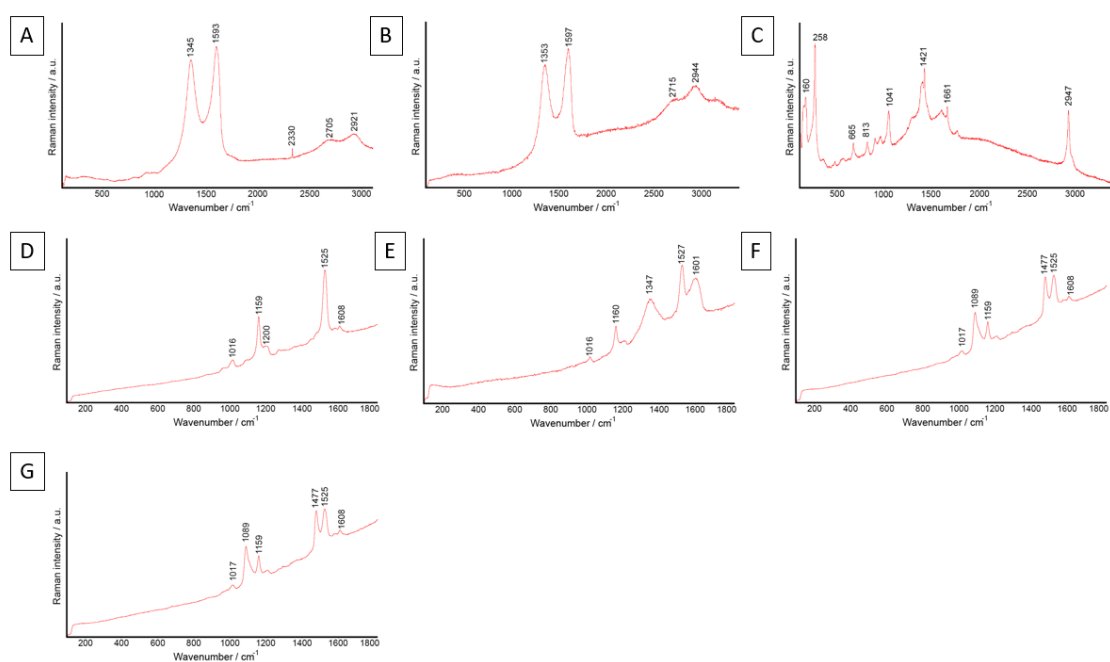 A
Raman intensity / a.u.
1345
1593
2330
2705
2921
500 1000 1500 2000 2500 3000
Wavenumber / cm-1
B
Raman intensity / a.u.
1353
1597
2715
2944
500 1000 1500 2000 2500 3000
Wavenumber / cm-1
C
Raman intensity / a.u.
160
258
665
813
1041
1421
1661
2947
500 1000 1500 2000 2500 3000
Wavenumber / cm-1
D
Raman intensity / a.u.
1016
1159
1200
1525
1608
200 400 600 800 1000 1200 1400 1600 1800
Wavenumber / cm-1
E
Raman intensity / a.u.
1016
1160
1347
1527
1601
200 400 600 800 1000 1200 1400 1600 1800
Wavenumber / cm-1
F
Raman intensity / a.u.
1017
1089
1159
1477
1525
1608
200 400 600 800 1000 1200 1400 1600 1800
Wavenumber / cm-1
G
Raman intensity / a.u.
1017
1089
1159
1477
1525
1608
200 400 600 800 1000 1200 1400 1600 1800
Wavenumber / cm-1